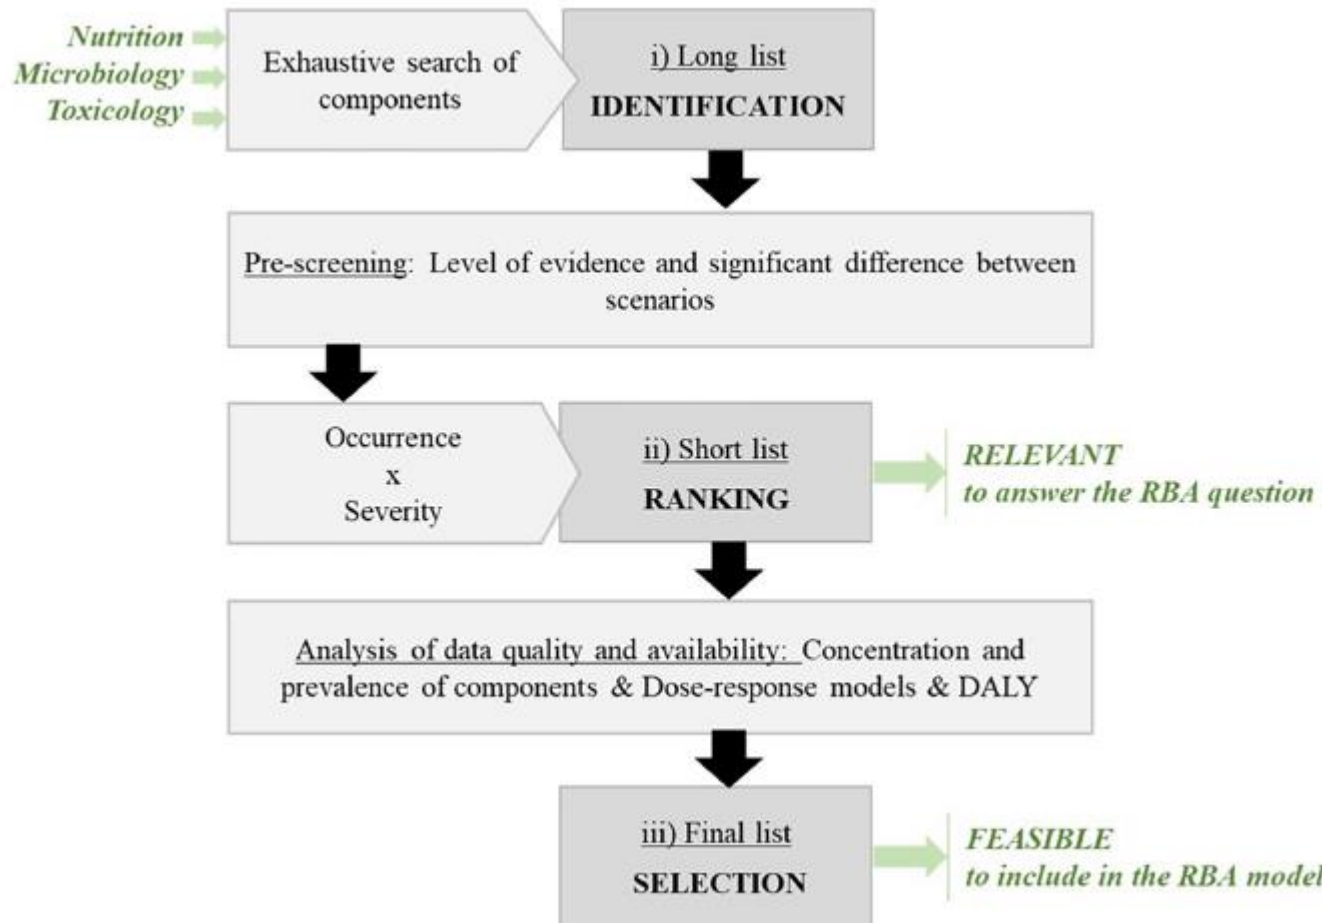 Nutrition
Microbiology
Toxicology
Exhaustive search of
components
i) Long list
IDENTIFICATION
Pre-screening: Level of evidence and significant difference between
scenarios
Occurrence
x
Severity
ii) Short list
RANKING
RELEVANT
to answer the RBA question
Analysis of data quality and availability: Concentration and
prevalence of components & Dose-response models & DALY
iii) Final list
SELECTION
FEASIBLE
to include in the RBA model